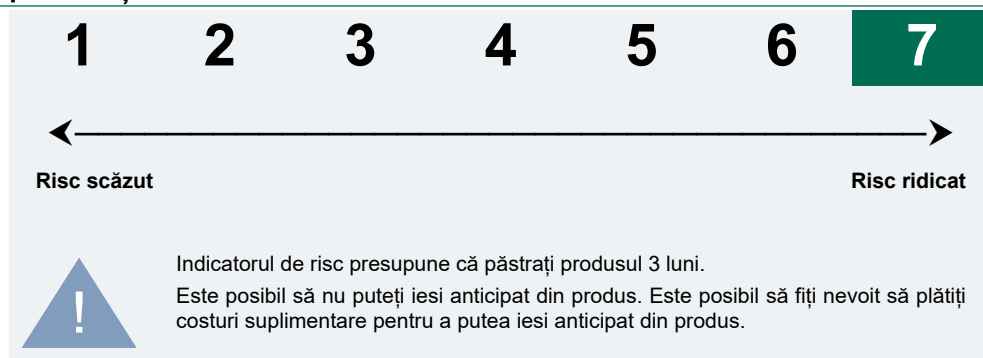 1 2 3 4 5 6 7
Risc scăzut Risc ridicat
Indicatorul de risc presupune că păstrați produsul 3 luni.
Este posibil să nu puteți iesi anticipat din produs. Este posibil să fiți nevoit să plătiți
costuri suplimentare pentru a putea iesi anticipat din produs.
!